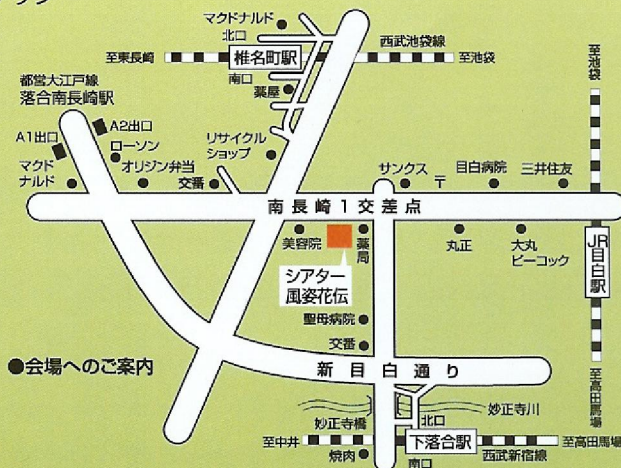 マクドナルド
北口
西武池袋線
至東長崎
椎名町駅
至池袋
至池袋
南口
薬屋
都営大江戸線
落合南長崎駅
A1出口
A2出口
ローソン
マクド
ナルド
オリジン弁当
交番
リサイクル
ショップ
サンクス
〒
目白病院
三井住友
南長崎1交差点
美容院
薬局
丸正
大丸
ピーコック
JR目白駅
シアター
風姿花伝
聖母病院
交番
●会場へのご案内
新目白通り
至高田馬場
妙正寺橋
北口
妙正寺川
至中井
下落合駅
至高田馬場
焼肉
南口
西武新宿線